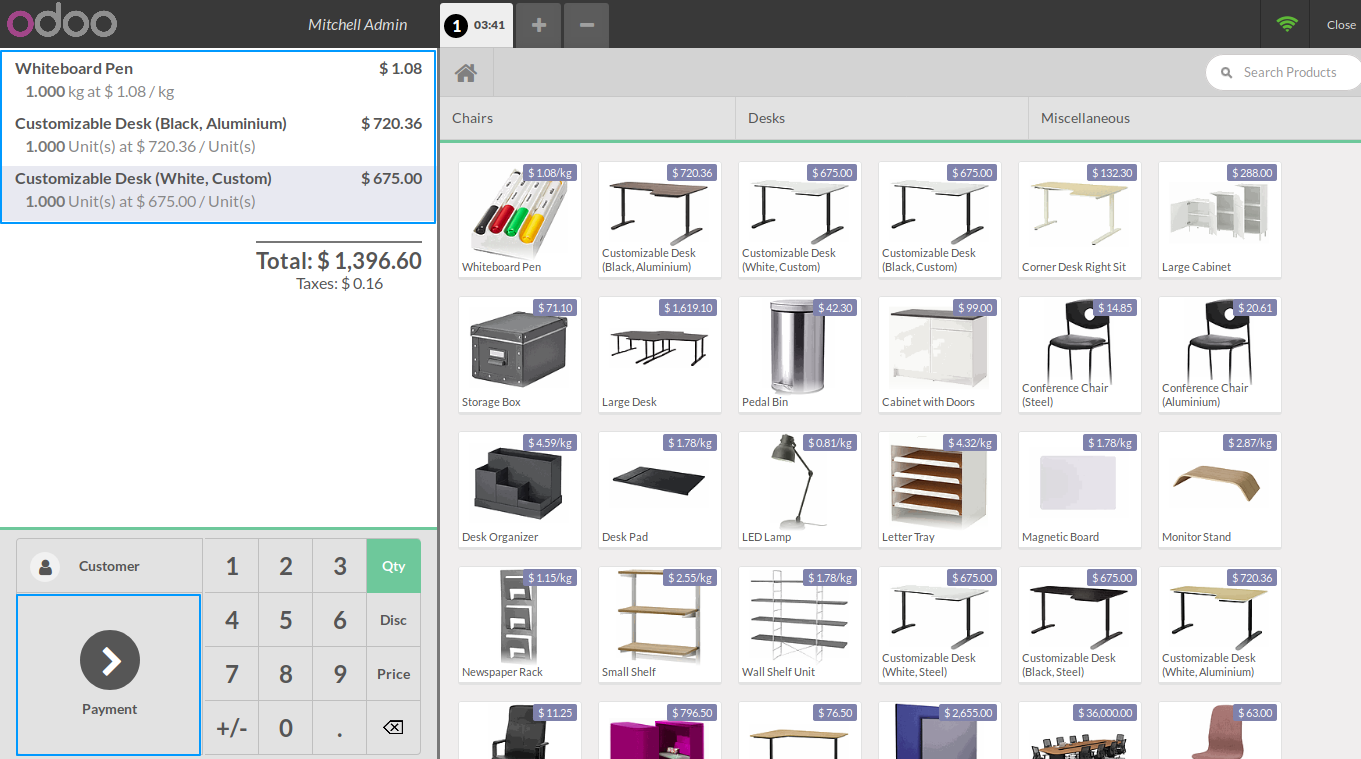 odoo
Mitchell Admin
1 03:41
Close
Search Products
Whiteboard Pen $ 1.08
1.000 kg at $ 1.08 / kg
Customizable Desk (Black, Aluminium) $ 720.36
1.000 Unit(s) at $ 720.36 / Unit(s)
Customizable Desk (White, Custom) $ 675.00
1.000 Unit(s) at $ 675.00 / Unit(s)
Total: $ 1,396.60
Taxes: $ 0.16
Customer
1 2 3 Qty
4 5 6 Disc
7 8 9 Price
+/- 0 .
Payment
Chairs
Desks
Miscellaneous
$ 1.08/kg
Whiteboard Pen
$ 720.36
Customizable Desk
(Black, Aluminium)
$ 675.00
Customizable Desk
(White, Custom)
$ 675.00
Customizable Desk
(Black, Custom)
$ 132.30
Corner Desk Right Sit
$ 288.00
Large Cabinet
$ 71.10
Storage Box
$ 1,619.10
Large Desk
$ 42.30
Pedal Bin
$ 99.00
Cabinet with Doors
$ 14.85
Conference Chair
(Steel)
$ 20.61
Conference Chair
(Aluminium)
$ 4.59/kg
Desk Organizer
$ 1.78/kg
Desk Pad
$ 0.81/kg
LED Lamp
$ 4.32/kg
Letter Tray
$ 1.78/kg
Magnetic Board
$ 2.87/kg
Monitor Stand
$ 1.15/kg
Newspaper Rack
$ 2.55/kg
Small Shelf
$ 1.78/kg
Wall Shelf Unit
$ 675.00
Customizable Desk
(White, Steel)
$ 675.00
Customizable Desk
(Black, Steel)
$ 720.36
Customizable Desk
(White, Aluminium)
$ 11.25
$ 796.50
$ 76.50
$ 2,655.00
$ 36,000.00
$ 63.00